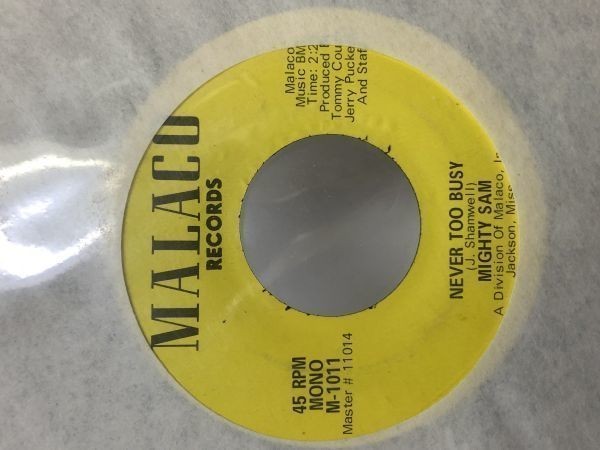 MALACO
RECORDS
45 RPM
MONO
M-1011
Master # 11014
Malaco
Music BM
Time: 2:2
Produced
Tommy Cou
Jerry Pucke
And Staf
NEVER TOO BUSY
(J. Shamwell)
MIGHTY SAM
A Division Of Malaco,
Jackson, Miss